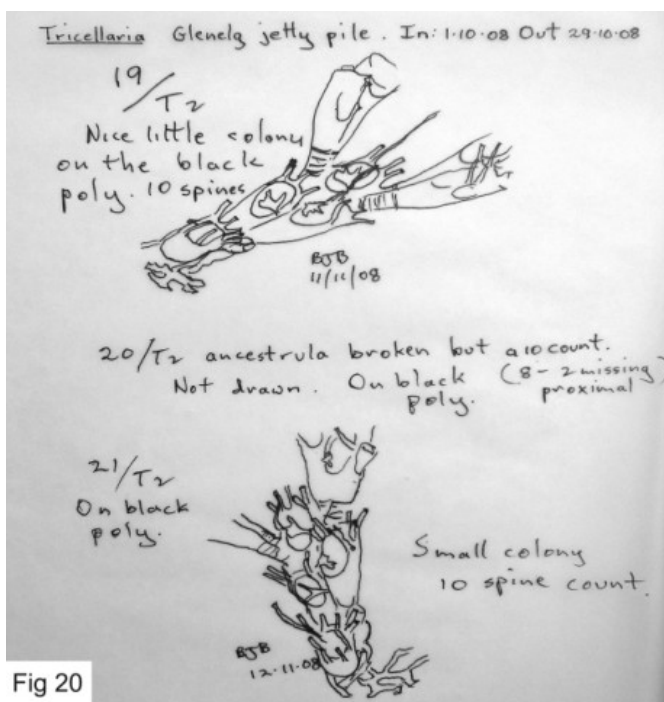 Tricellaria Glenelg jetty pile. In: 1·10·08 Out 29·10·08
19/T2
Nice little colony
on the black
poly. 10 spines
BJB
11/11/08
20/T2 ancestrula broken but a 10 count.
Not drawn. On black (8 - 2 missing)
poly. proximal
21/T2
On black
poly.
Small colony
10 spine count.
BJB
12·11·08
Fig 20